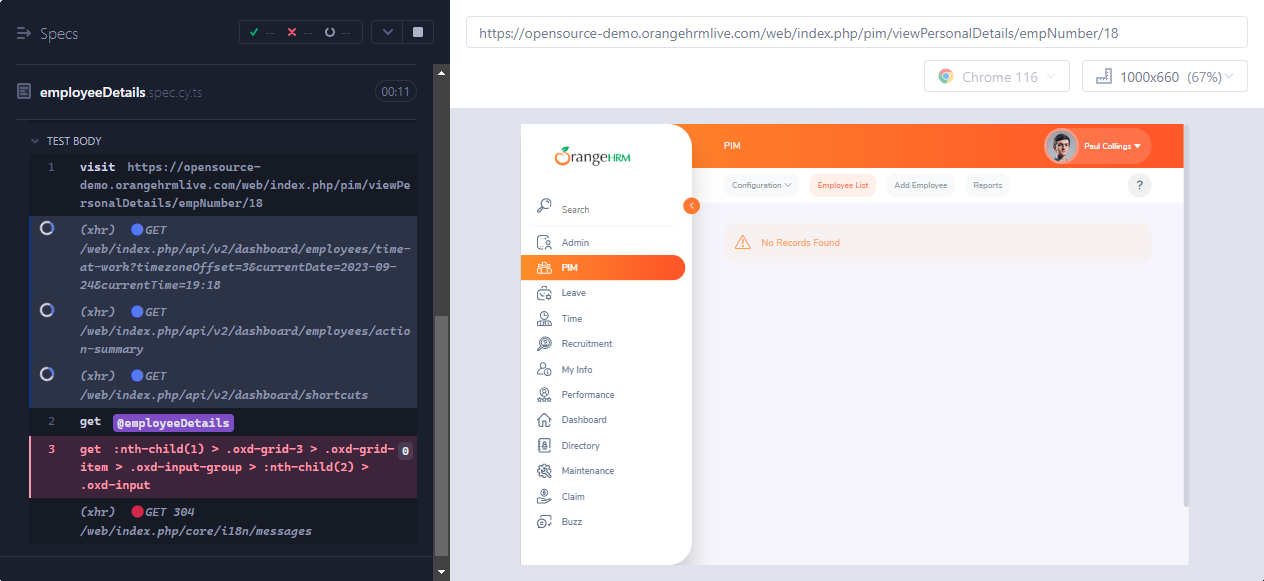 Specs
-- -- --
employeeDetails.spec.cy.ts
00:11
TEST BODY
1 visit https://opensource-
demo.orangehrmlive.com/web/index.php/pim/viewPe
rsonalDetails/empNumber/18
(xhr) GET
/web/index.php/api/v2/dashboard/employees/time-
at-work?timezoneOffset=3&currentDate=2023-09-
24&currentTime=19:18
(xhr) GET
/web/index.php/api/v2/dashboard/employees/actio
n-summary
(xhr) GET
/web/index.php/api/v2/dashboard/shortcuts
2 get @employeeDetails
3 get :nth-child(1) > .oxd-grid-3 > .oxd-grid- 0
item > .oxd-input-group > :nth-child(2) >
.oxd-input
(xhr) GET 304
/web/index.php/core/i18n/messages
https://opensource-demo.orangehrmlive.com/web/index.php/pim/viewPersonalDetails/empNumber/18
Chrome 116
1000x660 (67%)
OrangeHRM
Search
Admin
PIM
Leave
Time
Recruitment
My Info
Performance
Dashboard
Directory
Maintenance
Claim
Buzz
PIM
Paul Collings
Configuration
Employee List
Add Employee
Reports
?
No Records Found